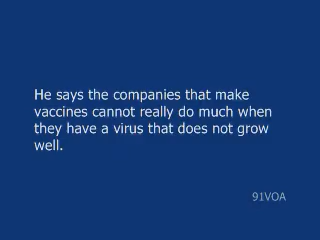 He says the companies that make
vaccines cannot really do much when
they have a virus that does not grow
well.
91VOA